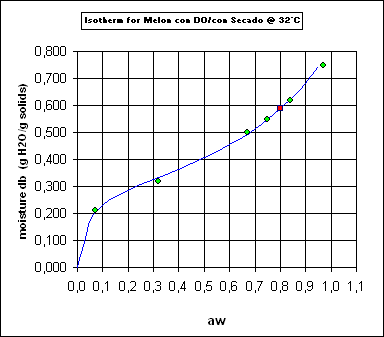 Isotherm for Melon con DO/con Secado @ 32°C
moisture db (g H2O/g solids)
0,800
0,700
0,600
0,500
0,400
0,300
0,200
0,100
0,000
0,0 0,1 0,2 0,3 0,4 0,5 0,6 0,7 0,8 0,9 1,0 1,1
aw